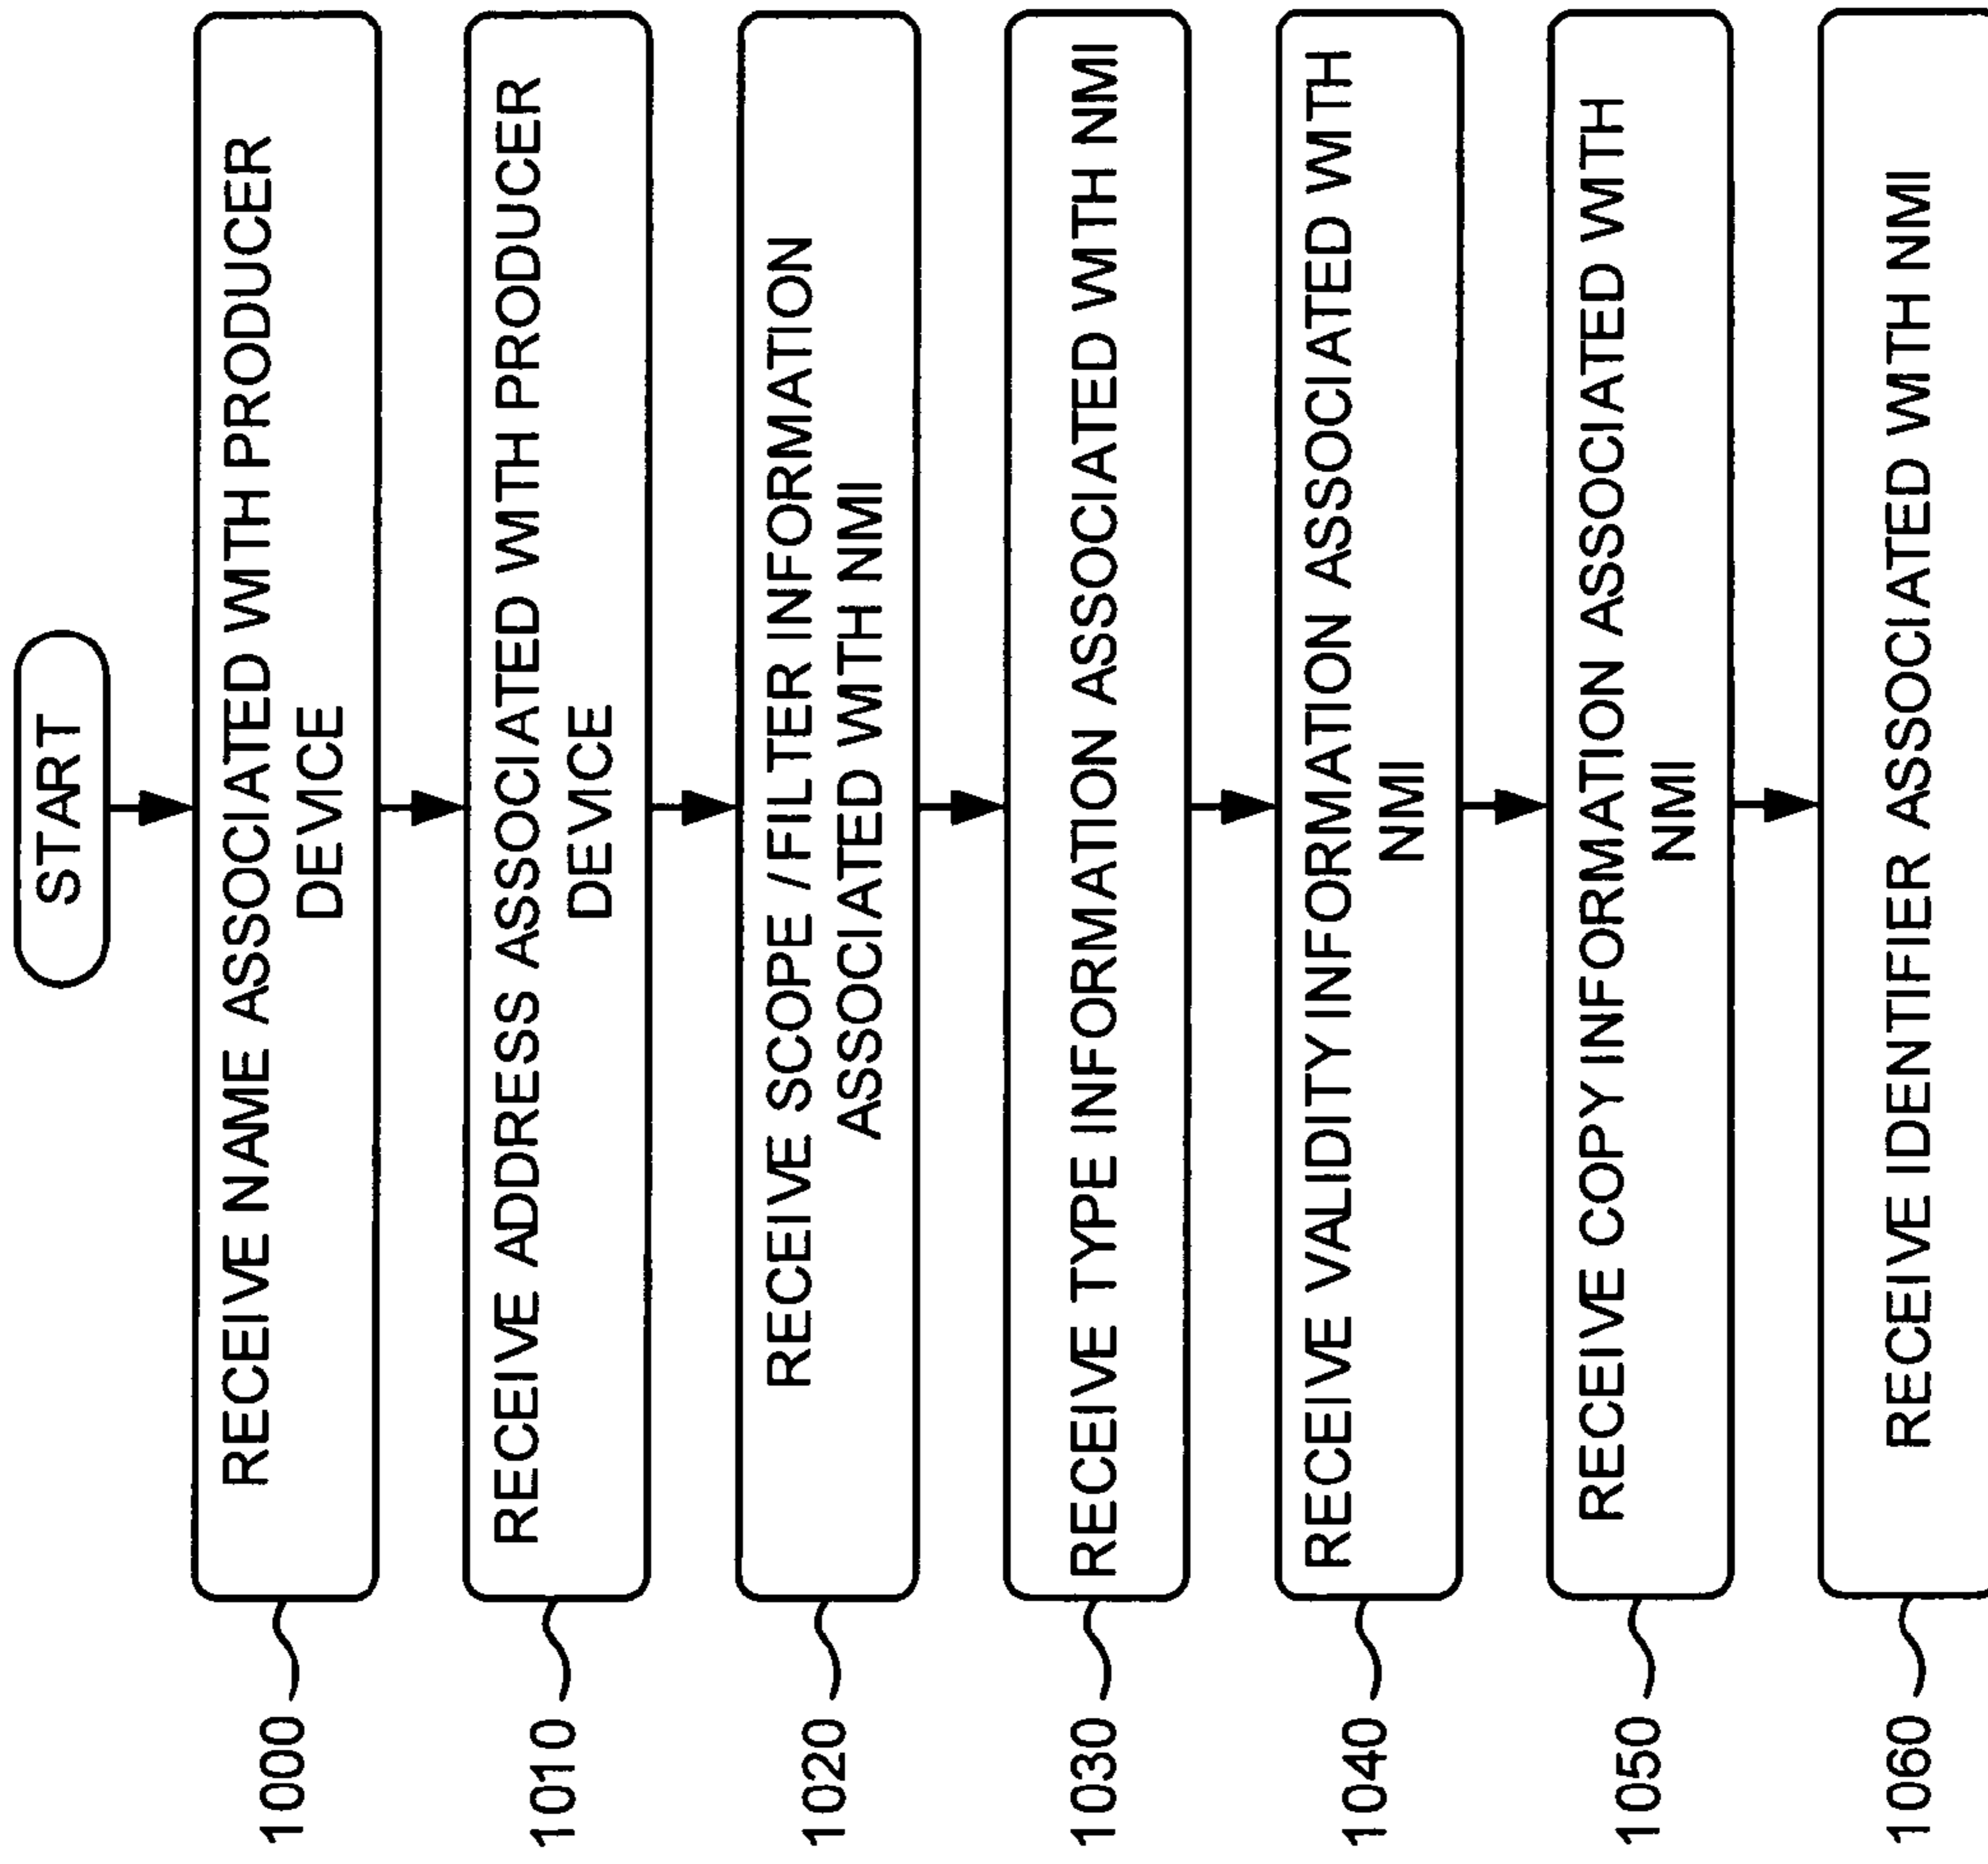 START
1000
RECEIVE NAME ASSOCIATED WITH PRODUCER
DEVICE
1010
RECEIVE ADDRESS ASSOCIATED WITH PRODUCER
DEVICE
1020
RECEIVE SCOPE / FILTER INFORMATION
ASSOCIATED WITH NMI
1030
RECEIVE TYPE INFORMATION ASSOCIATED WITH NMI
1040
RECEIVE VALIDITY INFORMATION ASSOCIATED WITH
NMI
1050
RECEIVE COPY INFORMATION ASSOCIATED WITH
NMI
1060
RECEIVE IDENTIFIER ASSOCIATED WITH NMI